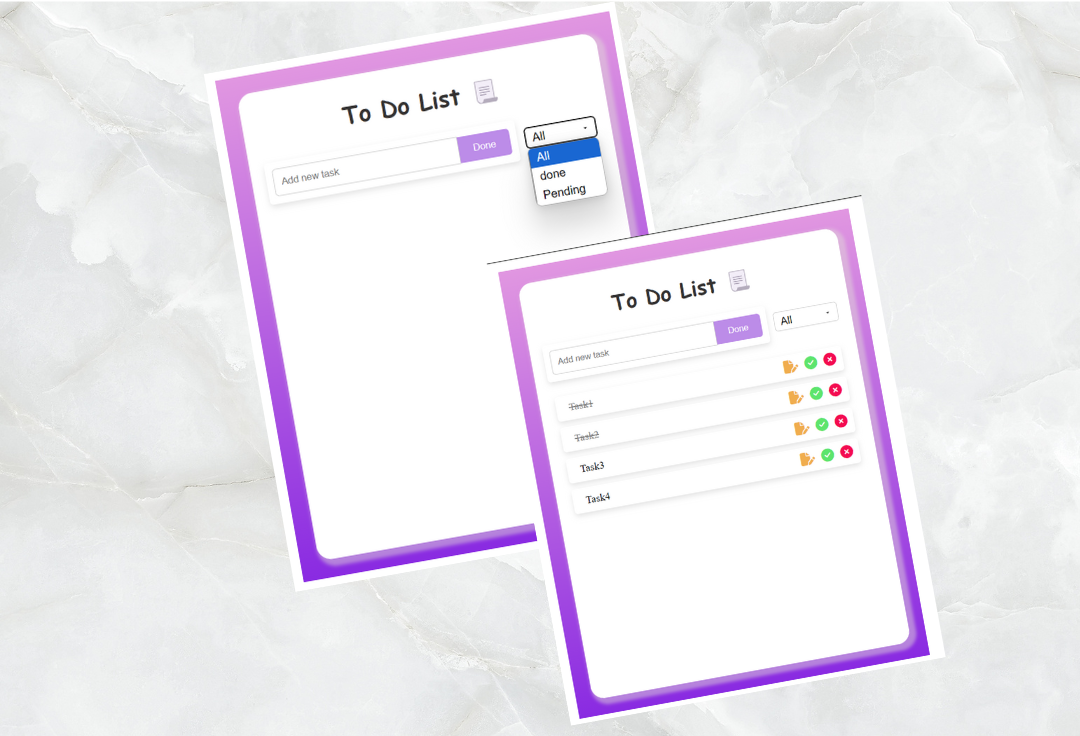 To Do List
Add new task
Done
All
All
done
Pending
To Do List
Add new task
Done
All
Task1
Task2
Task3
Task4